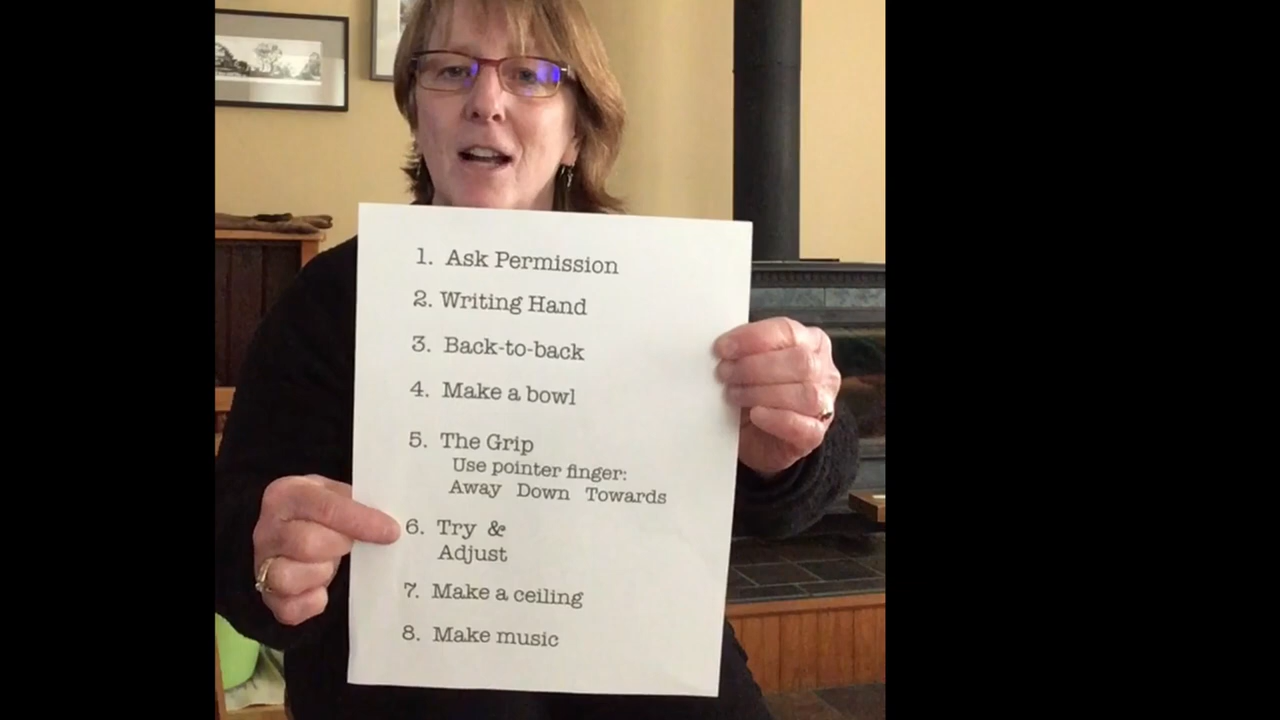 1. Ask Permission
2. Writing Hand
3. Back-to-back
4. Make a bowl
5. The Grip
Use pointer finger:
Away Down Towards
6. Try &
Adjust
7. Make a ceiling
8. Make music